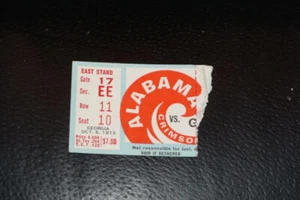 EAST STAND
Gate 17
Sec. EE
Row 11
Seat 10
GEORGIA
$7.00
ALABAMA
CRIMSON
VS. G
Not responsible for lost,
VOID IF DETACHED